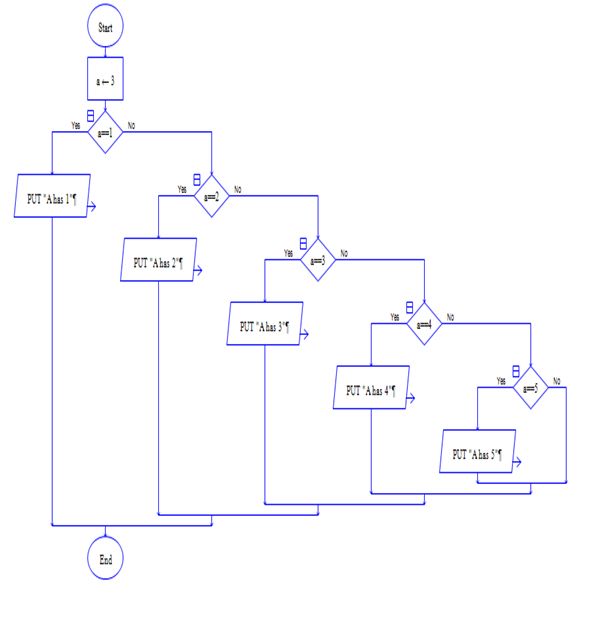 Start
a ← 3
Yes
No
a==1
PUT "A has 1"¶
Yes
No
a==2
PUT "A has 2"¶
Yes
No
a==3
PUT "A has 3"¶
Yes
No
a==4
PUT "A has 4"¶
Yes
No
a==5
PUT "A has 5"¶
End